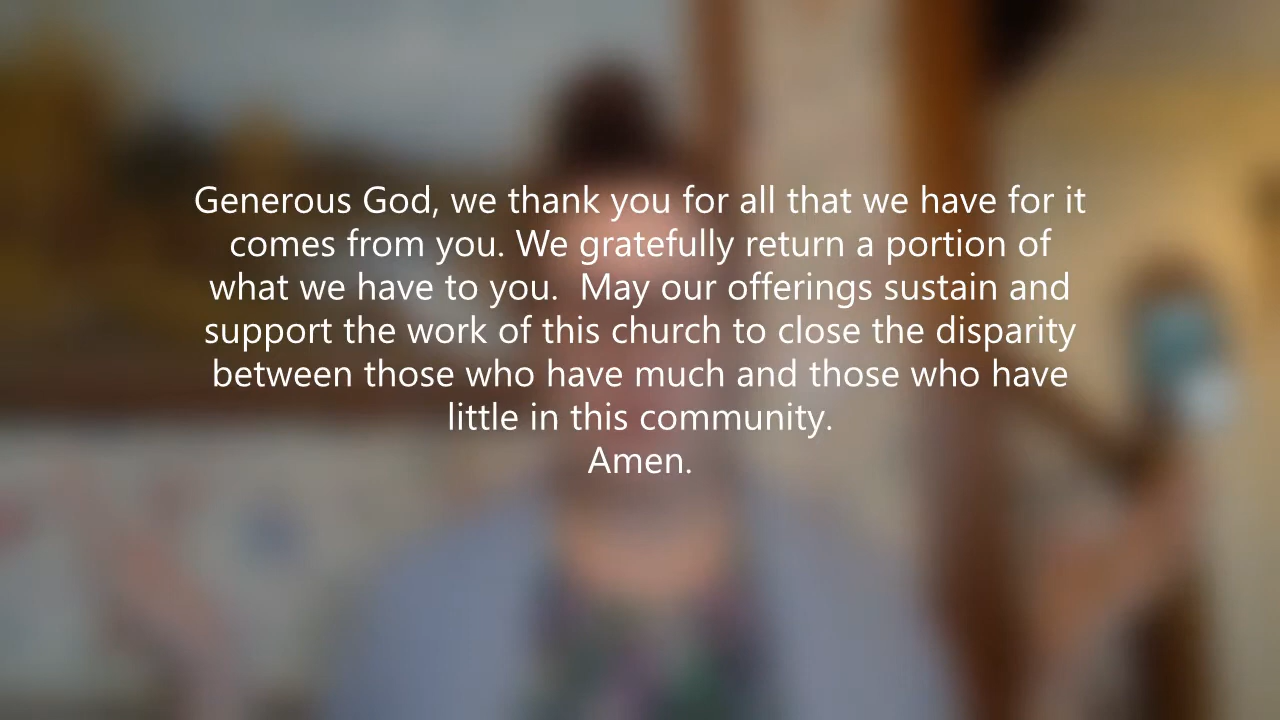 Generous God, we thank you for all that we have for it
comes from you. We gratefully return a portion of
what we have to you.  May our offerings sustain and
support the work of this church to close the disparity
between those who have much and those who have
little in this community.
Amen.